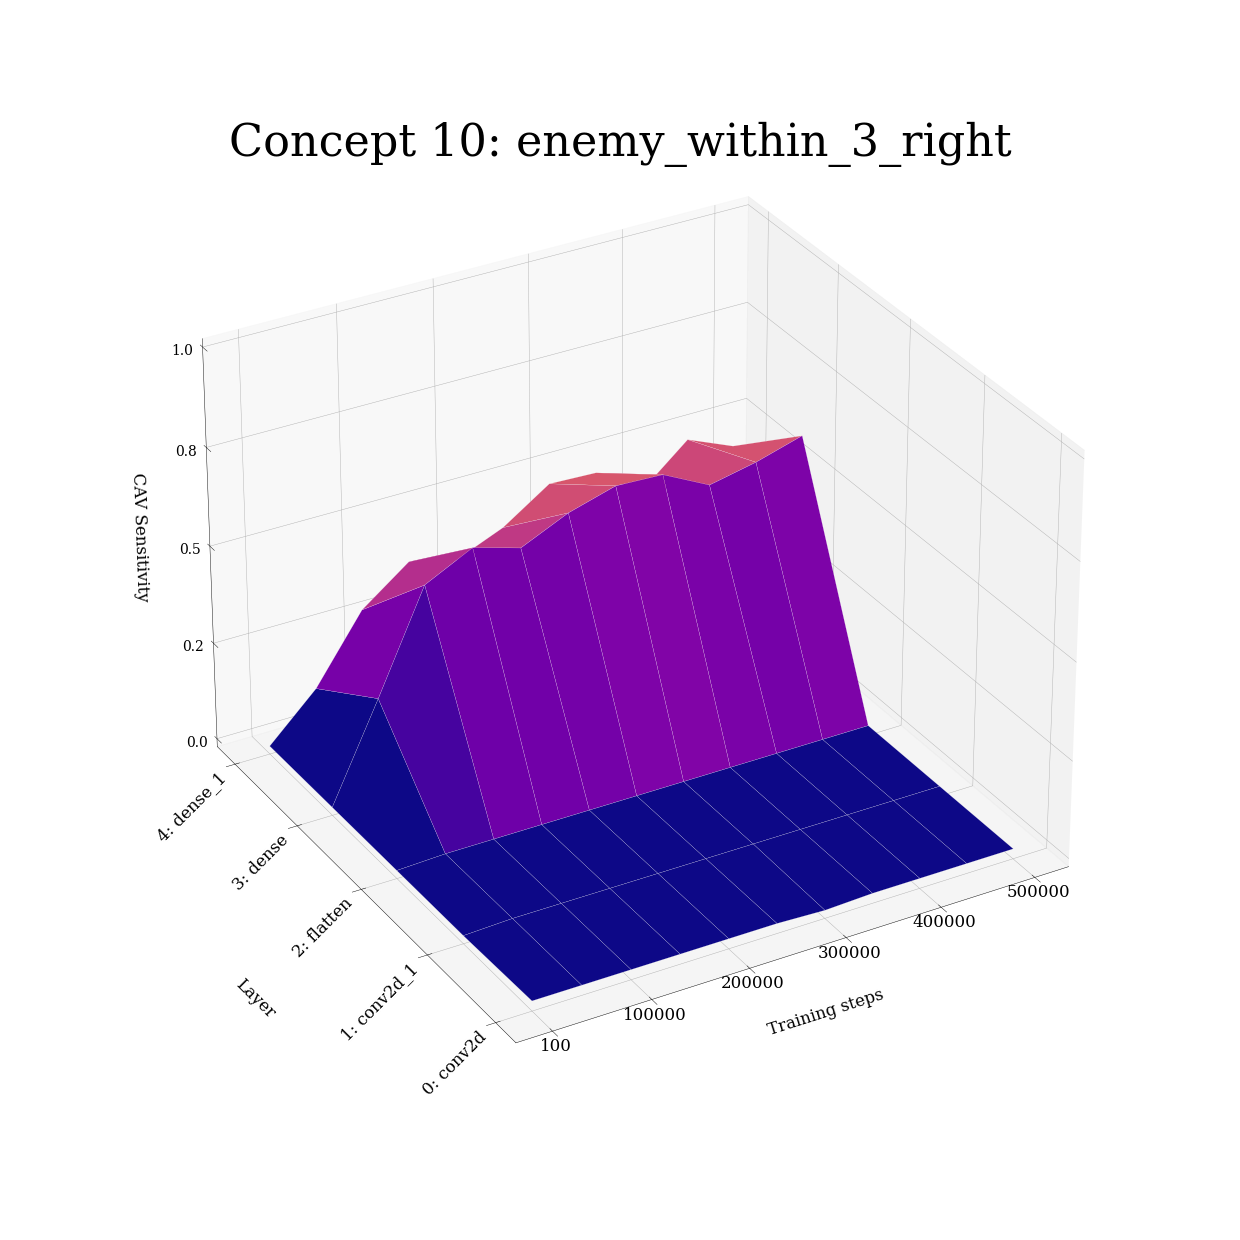 Concept 10: enemy_within_3_right
1.0
0.8
0.5
0.2
0.0
CAV Sensitivity
4: dense_1
3: dense
2: flatten
1: conv2d_1
0: conv2d
Layer
100
100000
200000
300000
400000
500000
Training steps